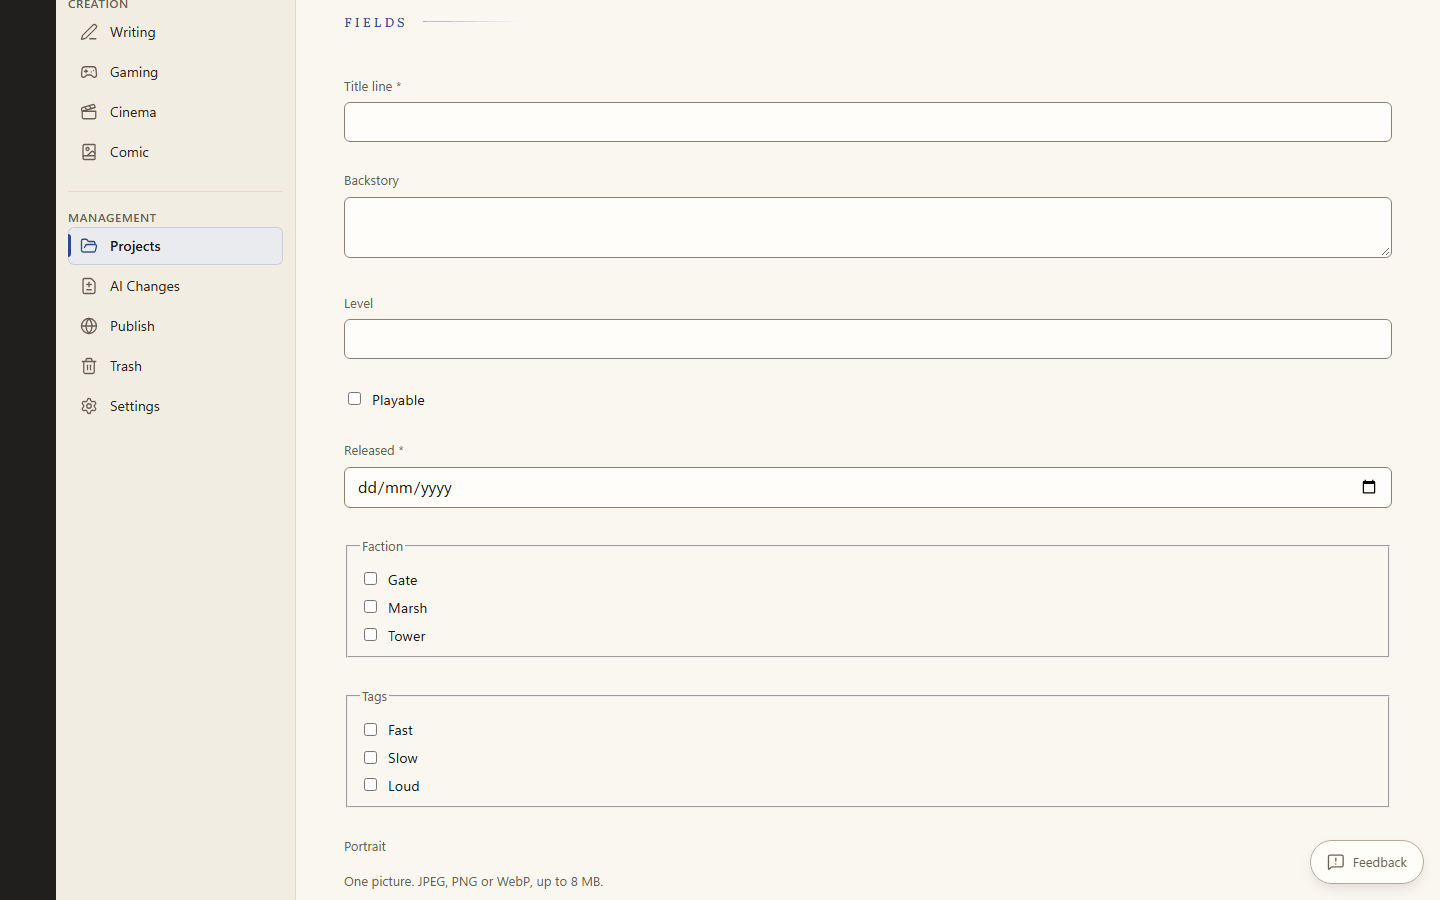 CREATION
Writing
Gaming
Cinema
Comic
MANAGEMENT
Projects
AI Changes
Publish
Trash
Settings
FIELDS
Title line *
Backstory
Level
Playable
Released *
dd/mm/yyyy
Faction
Gate
Marsh
Tower
Tags
Fast
Slow
Loud
Portrait
One picture. JPEG, PNG or WebP, up to 8 MB.
Feedback